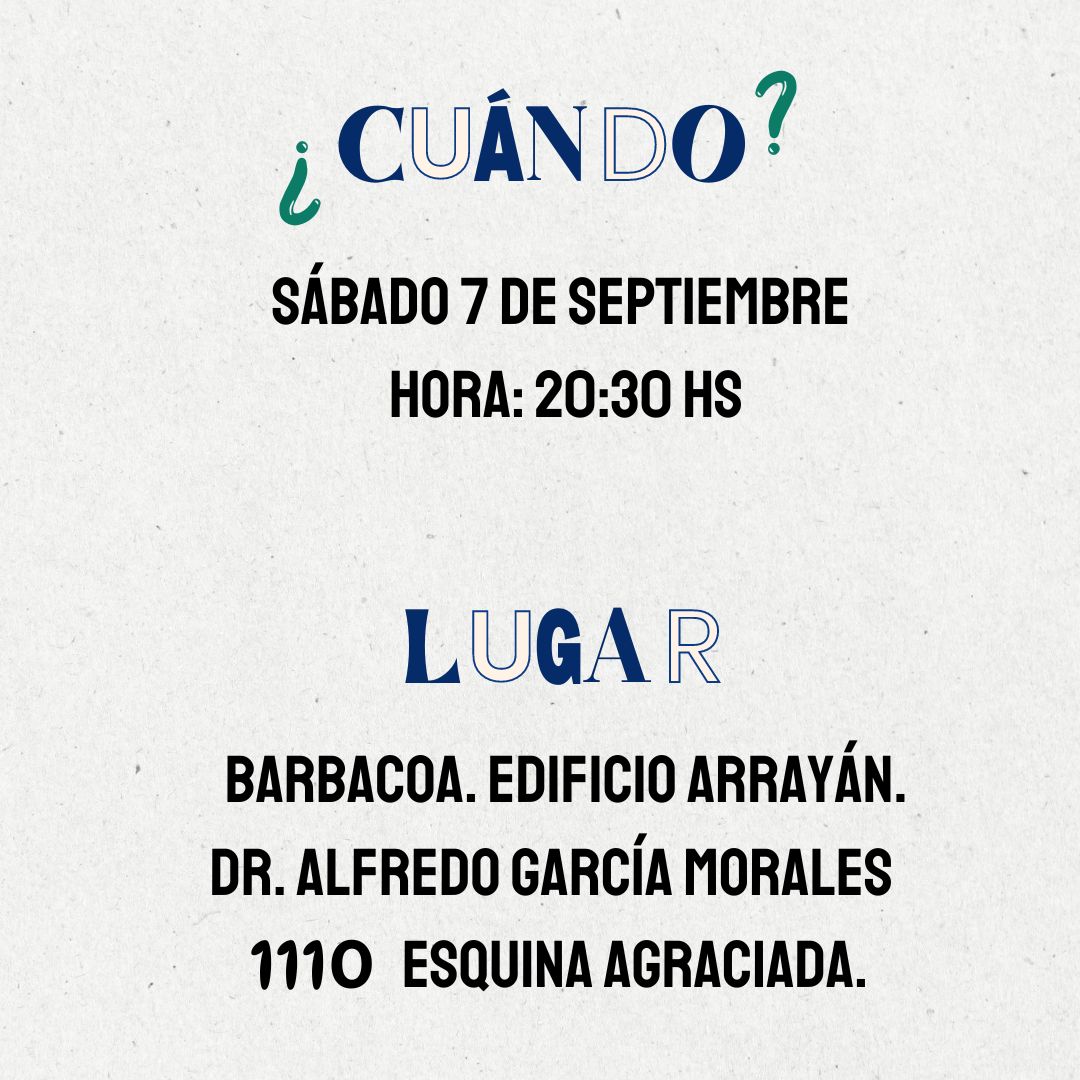 ¿CUÁNDO?
SÁBADO 7 DE SEPTIEMBRE
HORA: 20:30 HS
LUGAR
BARBACOA. EDIFICIO ARRAYÁN.
DR. ALFREDO GARCÍA MORALES
1110 ESQUINA AGRACIADA.